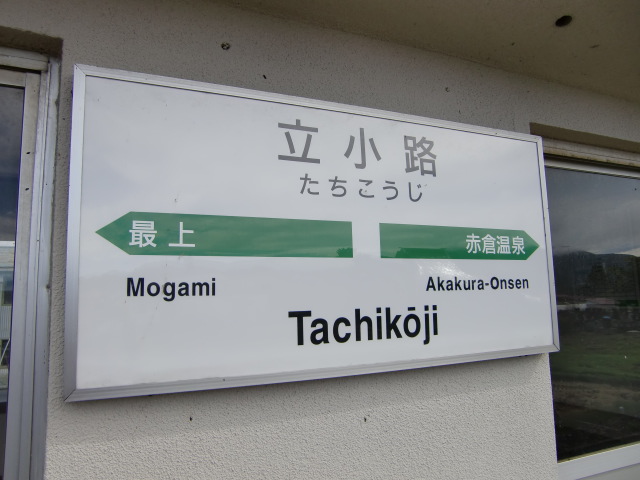 立小路
たちこうじ
最上 赤倉温泉
Mogami Akakura-Onsen
Tachikōji